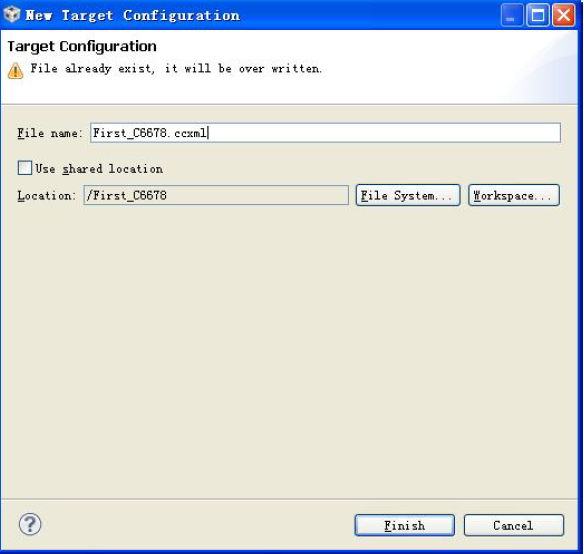 New Target Configuration
Target Configuration
File already exist, it will be over written.
File name: First_C6678.ccxml
Use shared location
Location: /First_C6678 File System... Workspace...
? Finish Cancel